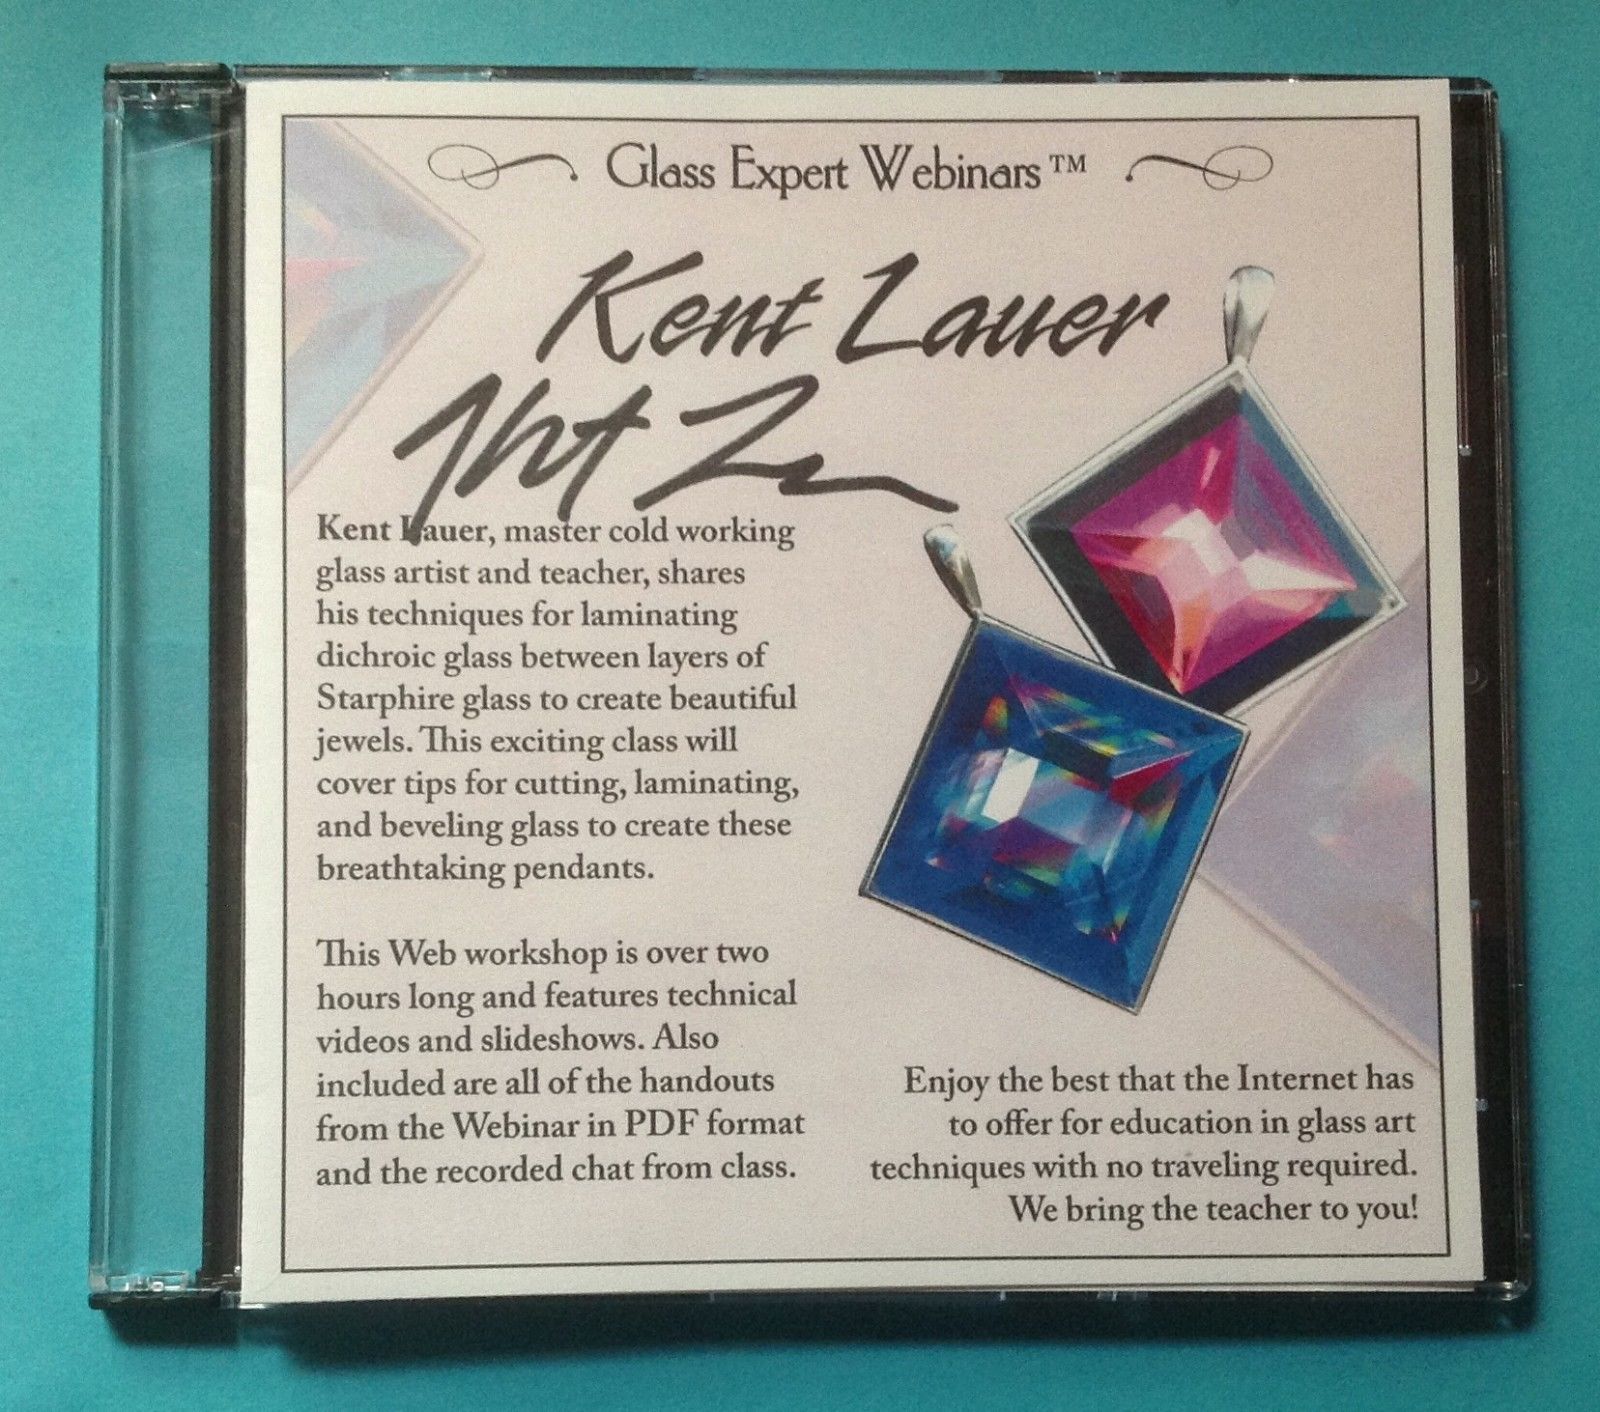 Glass Expert Webinars™
Kent Lauer
Kent Lauer, master cold working
glass artist and teacher, shares
his techniques for laminating
dichroic glass between layers of
Starphire glass to create beautiful
jewels. This exciting class will
cover tips for cutting, laminating,
and beveling glass to create these
breathtaking pendants.
This Web workshop is over two
hours long and features technical
videos and slideshows. Also
included are all of the handouts
from the Webinar in PDF format
and the recorded chat from class.
Enjoy the best that the Internet has
to offer for education in glass art
techniques with no traveling required.
We bring the teacher to you!